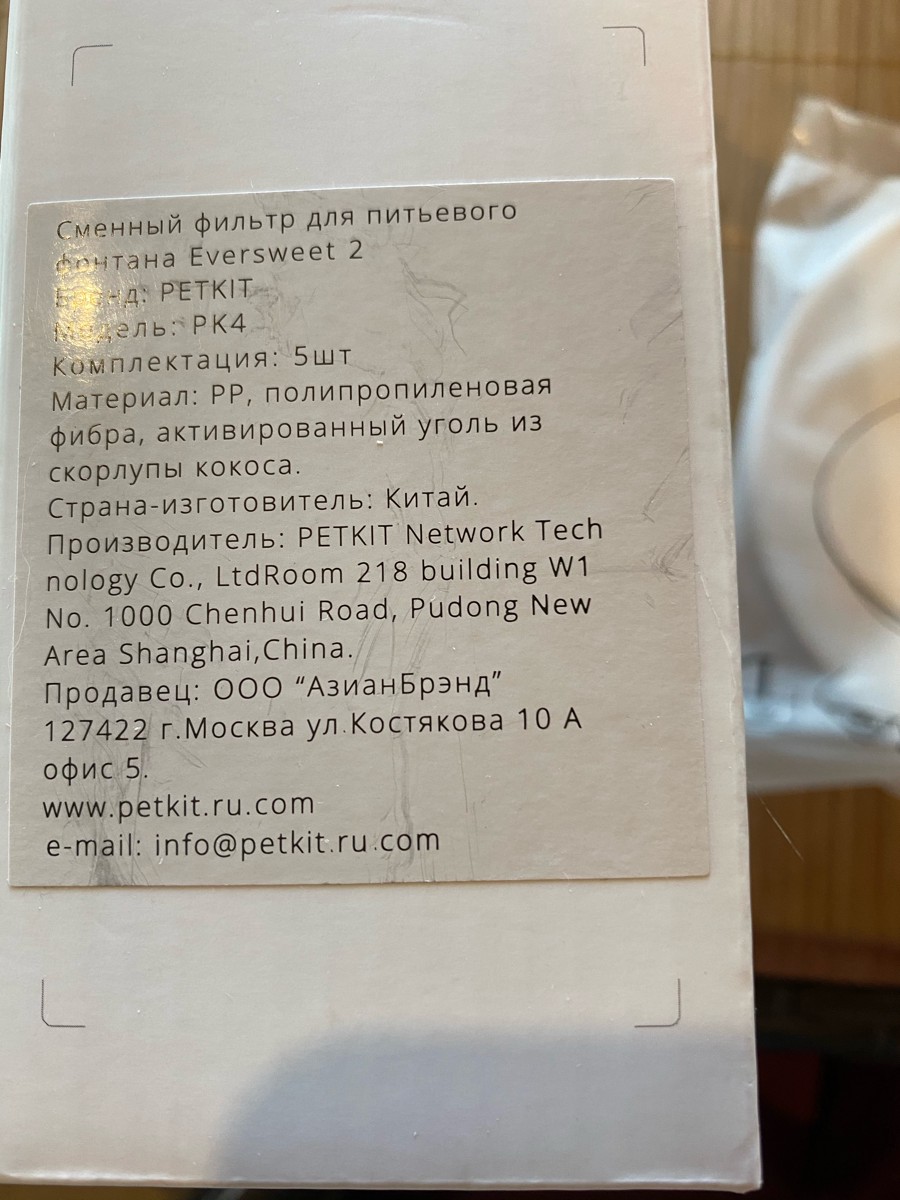 Сменный фильтр для питьевого
фонтана Eversweet 2
Бренд: PETKIT
Модель: PK4
Комплектация: 5шт
Материал: PP, полипропиленовая
фибра, активированный уголь из
скорлупы кокоса.
Страна-изготовитель: Китай.
Производитель: PETKIT Network Tech
nology Co., LtdRoom 218 building W1
No. 1000 Chenhui Road, Pudong New
Area Shanghai,China.
Продавец: ООО “АзианБрэнд”
127422 г.Москва ул.Костякова 10 А
офис 5.
www.petkit.ru.com
e-mail: info@petkit.ru.com